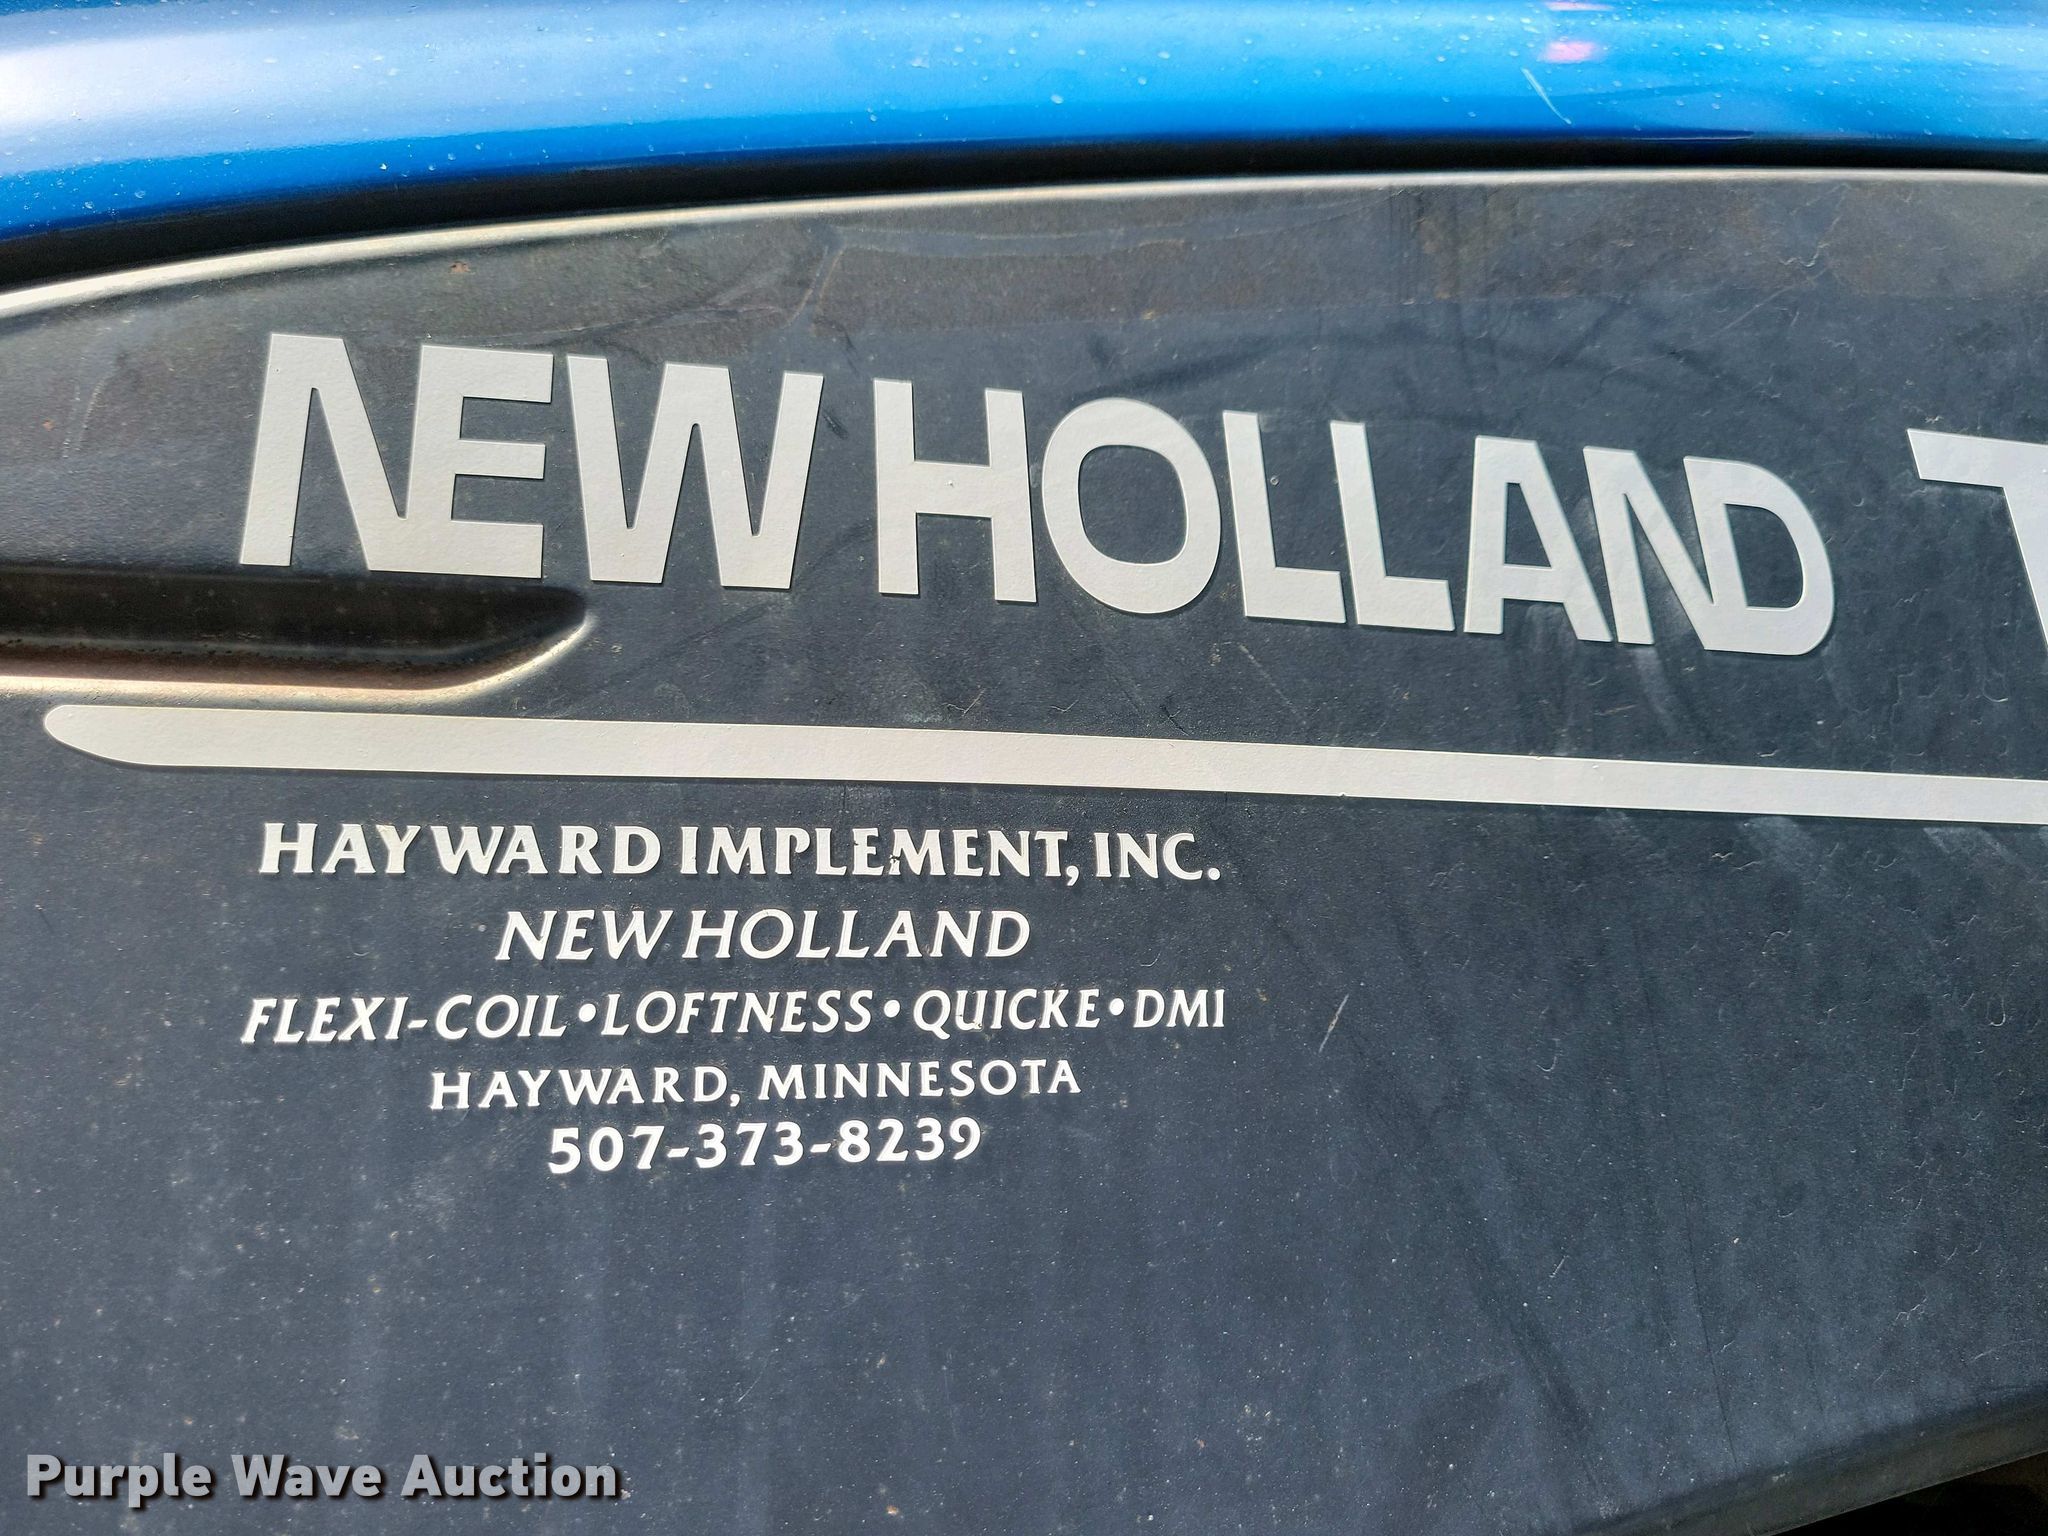 NEW HOLLAND T
HAYWARD IMPLEMENT, INC.
NEW HOLLAND
FLEXI-COIL•LOFTNESS•QUICKE•DMI
HAYWARD, MINNESOTA
507-373-8239
Purple Wave Auction